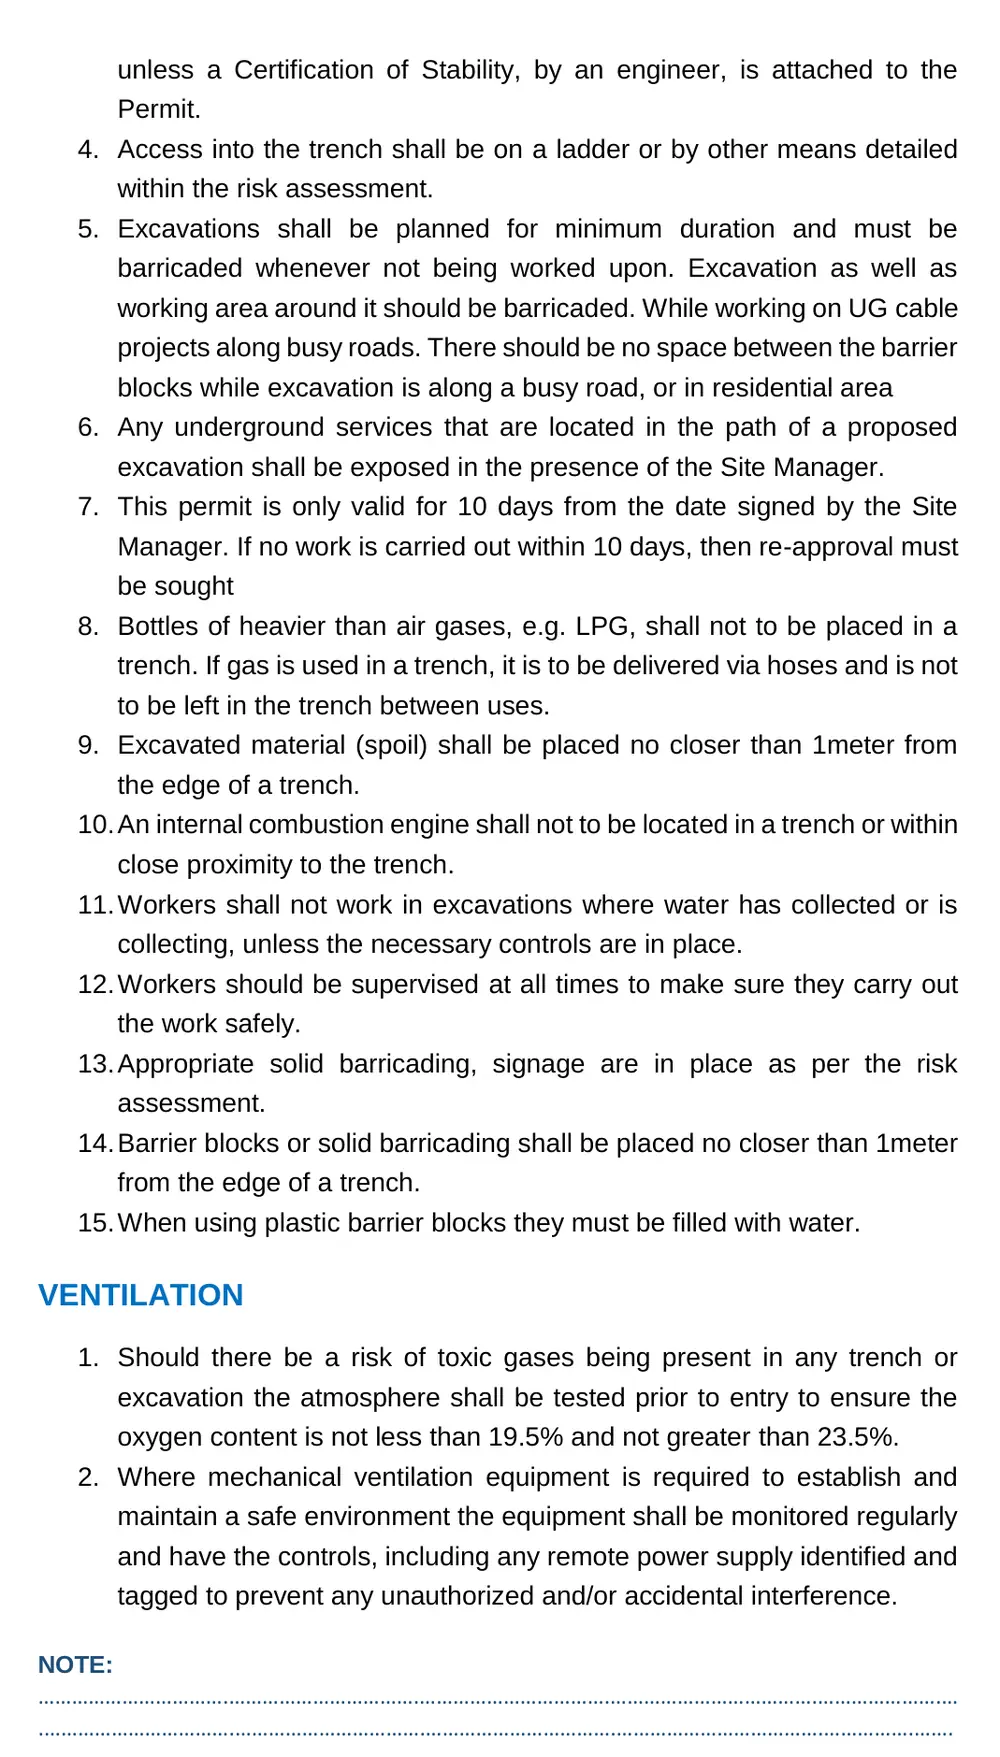 unless a Certification of Stability, by an engineer, is attached to the
Permit.
4. Access into the trench shall be on a ladder or by other means detailed
within the risk assessment.
5. Excavations shall be planned for minimum duration and must be
barricaded whenever not being worked upon. Excavation as well as
working area around it should be barricaded. While working on UG cable
projects along busy roads. There should be no space between the barrier
blocks while excavation is along a busy road, or in residential area
6. Any underground services that are located in the path of a proposed
excavation shall be exposed in the presence of the Site Manager.
7. This permit is only valid for 10 days from the date signed by the Site
Manager. If no work is carried out within 10 days, then re-approval must
be sought
8. Bottles of heavier than air gases, e.g. LPG, shall not to be placed in a
trench. If gas is used in a trench, it is to be delivered via hoses and is not
to be left in the trench between uses.
9. Excavated material (spoil) shall be placed no closer than 1meter from
the edge of a trench.
10. An internal combustion engine shall not to be located in a trench or within
close proximity to the trench.
11. Workers shall not work in excavations where water has collected or is
collecting, unless the necessary controls are in place.
12. Workers should be supervised at all times to make sure they carry out
the work safely.
13. Appropriate solid barricading, signage are in place as per the risk
assessment.
14. Barrier blocks or solid barricading shall be placed no closer than 1meter
from the edge of a trench.
15. When using plastic barrier blocks they must be filled with water.
VENTILATION
1. Should there be a risk of toxic gases being present in any trench or
excavation the atmosphere shall be tested prior to entry to ensure the
oxygen content is not less than 19.5% and not greater than 23.5%.
2. Where mechanical ventilation equipment is required to establish and
maintain a safe environment the equipment shall be monitored regularly
and have the controls, including any remote power supply identified and
tagged to prevent any unauthorized and/or accidental interference.
NOTE: